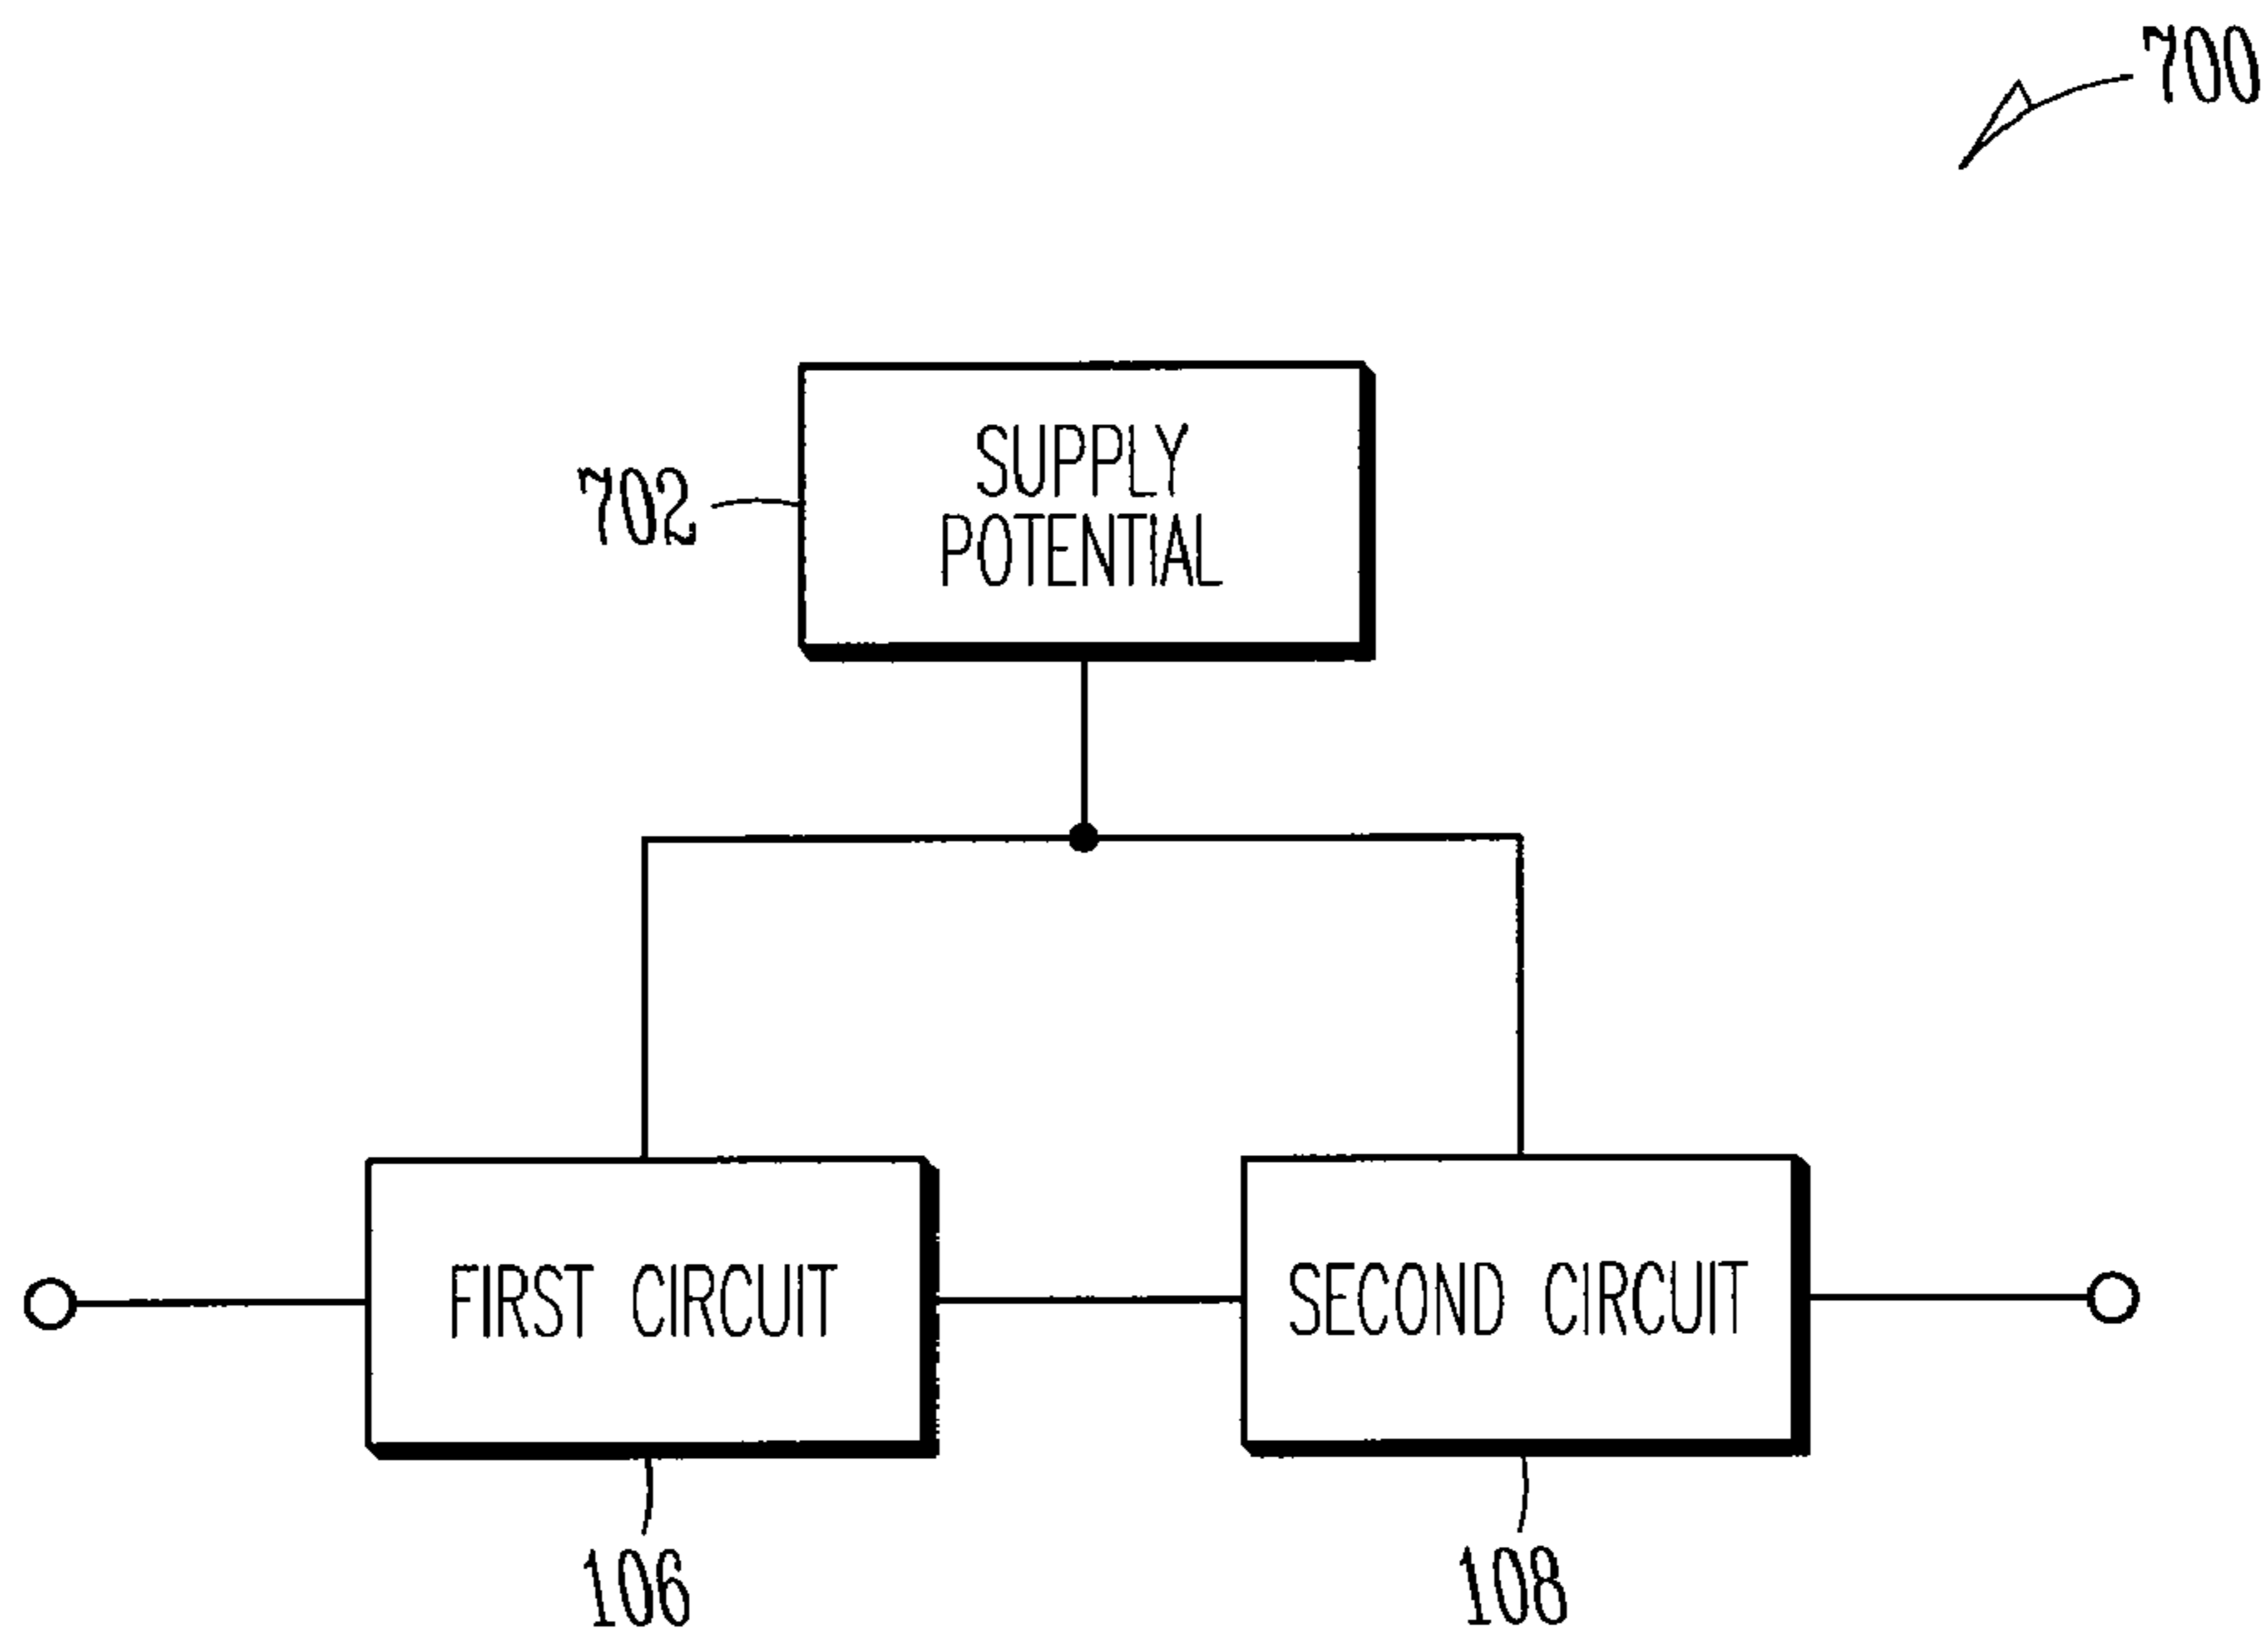 700
702
SUPPLY
POTENTIAL
FIRST CIRCUIT
SECOND CIRCUIT
106
108